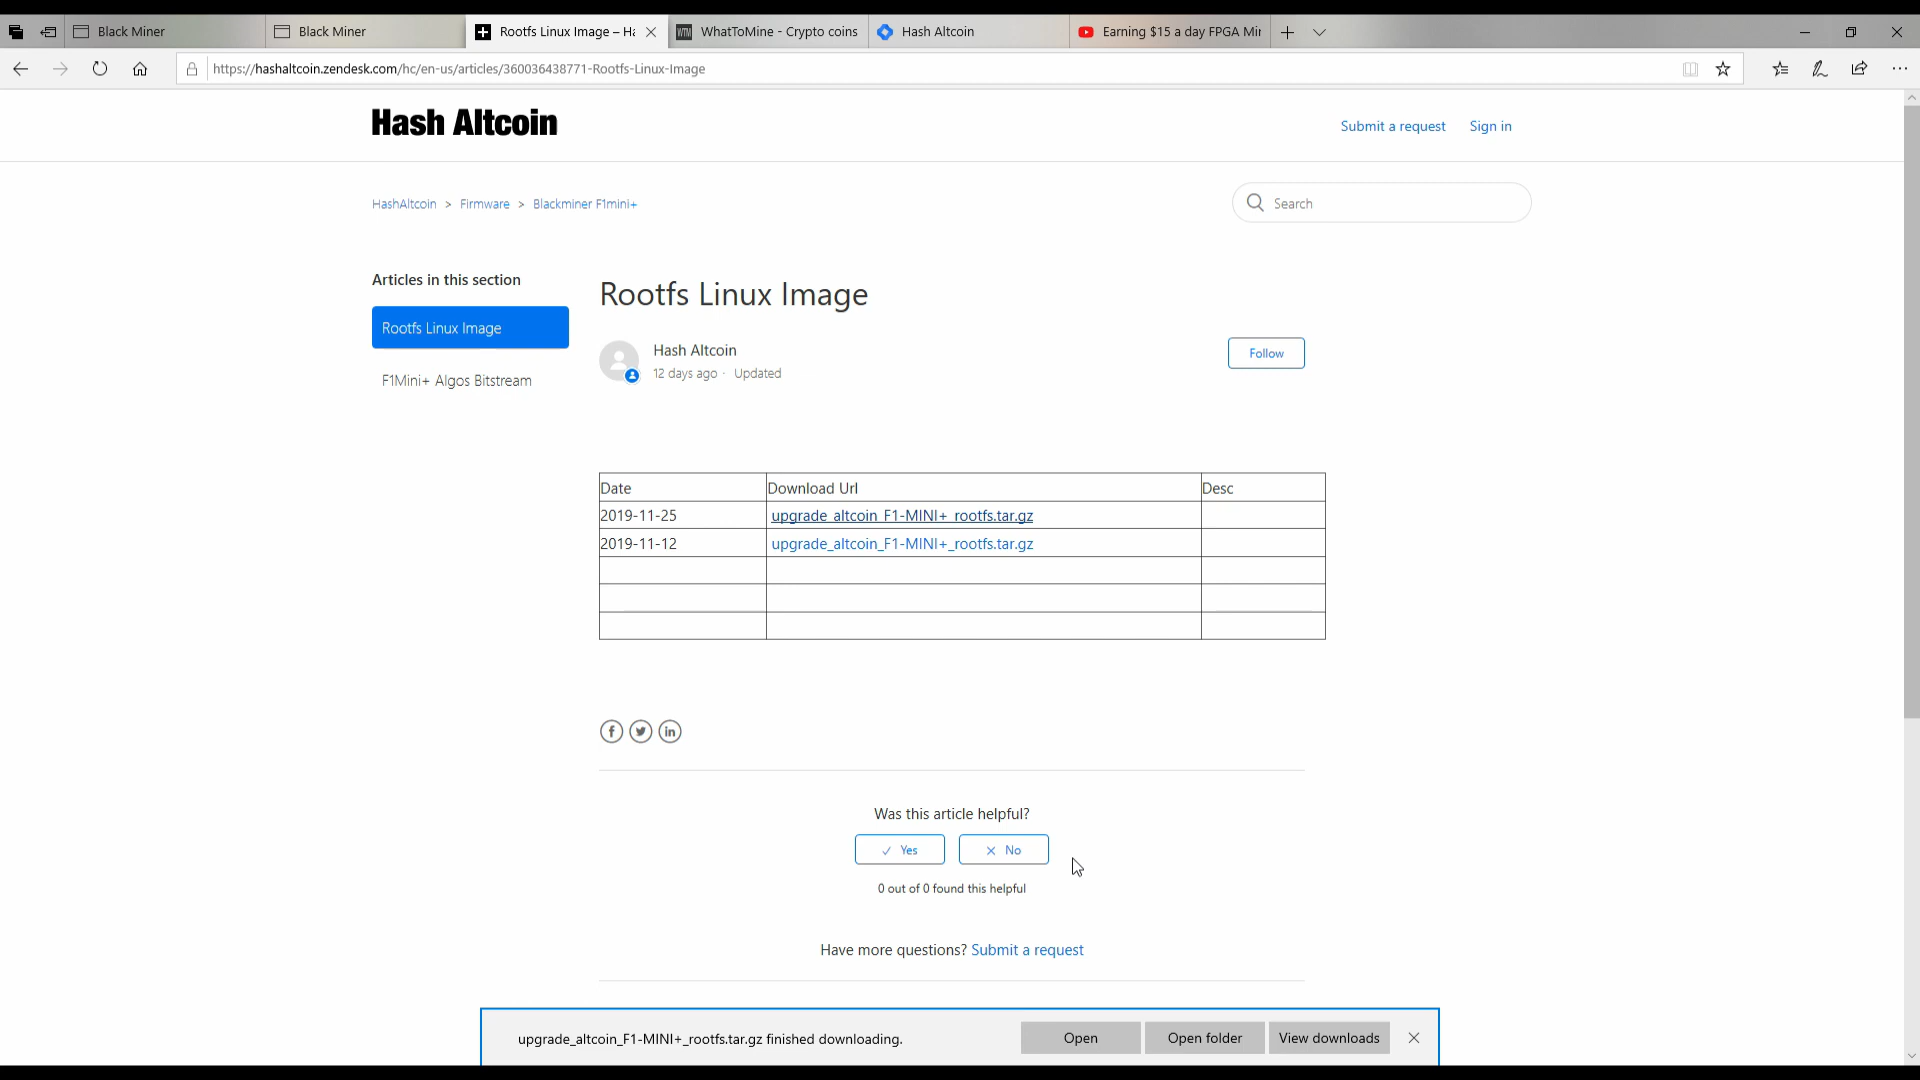 Black Miner
Black Miner
Rootfs Linux Image – Ha
WhatToMine - Crypto coins
Hash Altcoin
Earning $15 a day FPGA Min
https://hashaltcoin.zendesk.com/hc/en-us/articles/360036438771-Rootfs-Linux-Image
Hash Altcoin
Submit a request
Sign in
HashAltcoin > Firmware > Blackminer F1mini+
Search
Articles in this section
Rootfs Linux Image
F1Mini+ Algos Bitstream
Rootfs Linux Image
Hash Altcoin
12 days ago · Updated
Follow
Date Download Url Desc
2019-11-25 upgrade_altcoin_F1-MINI+_rootfs.tar.gz
2019-11-12 upgrade_altcoin_F1-MINI+_rootfs.tar.gz
Was this article helpful?
✓ Yes
✕ No
0 out of 0 found this helpful
Have more questions? Submit a request
upgrade_altcoin_F1-MINI+_rootfs.tar.gz finished downloading.
Open
Open folder
View downloads